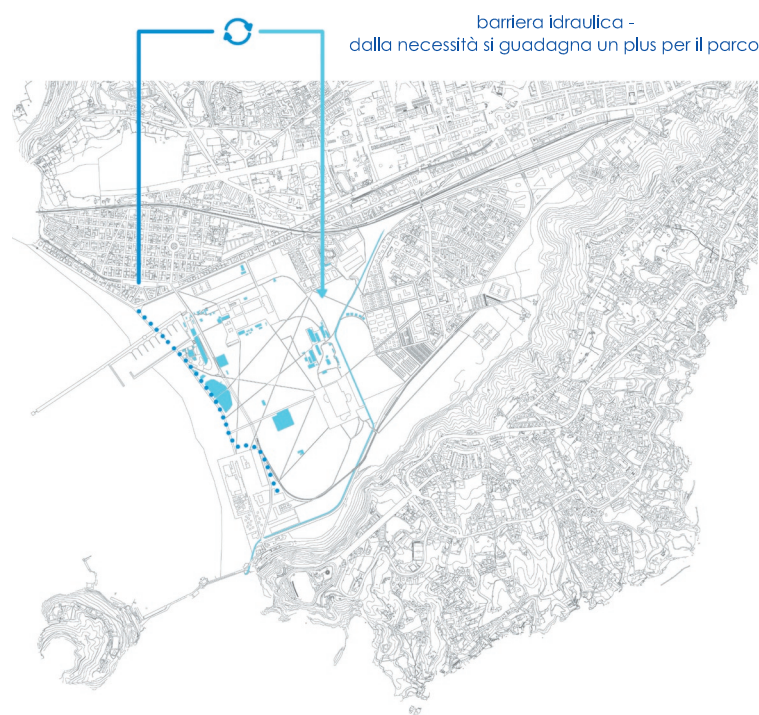 barriera idraulica -
dalla necessità si guadagna un plus per il parco